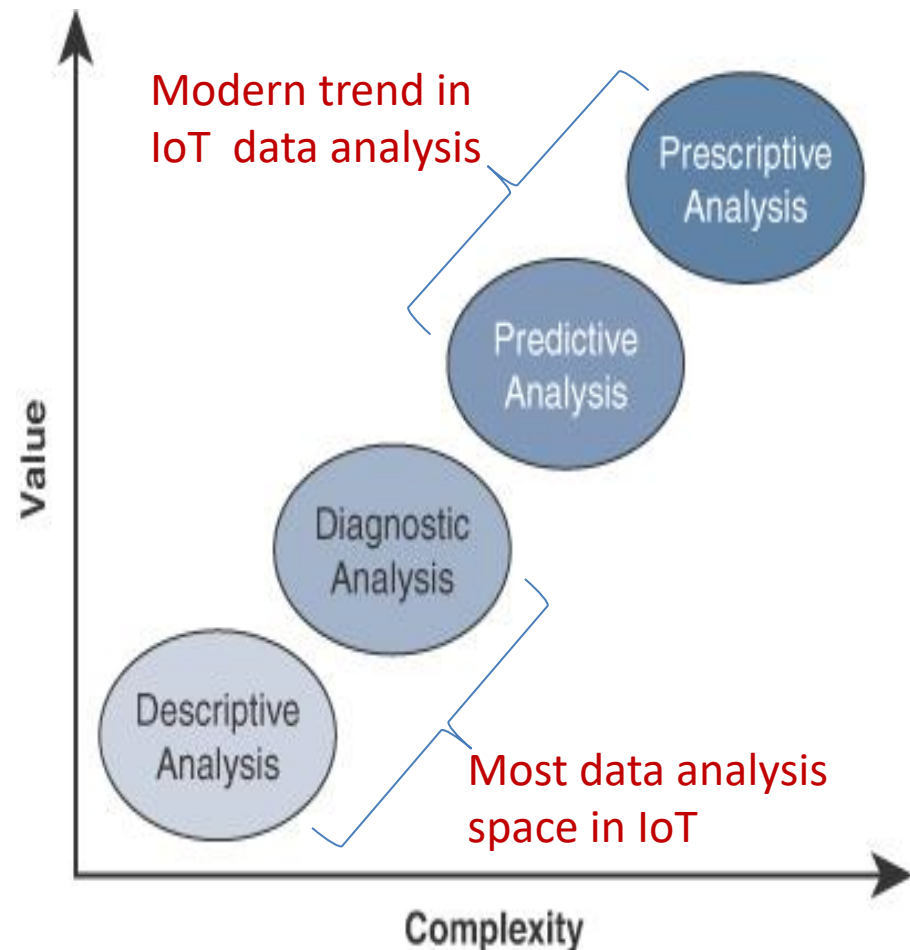 Modern trend in
IoT data analysis
Prescriptive
Analysis
Predictive
Analysis
Value
Diagnostic
Analysis
Descriptive
Analysis
Most data analysis
space in IoT
Complexity